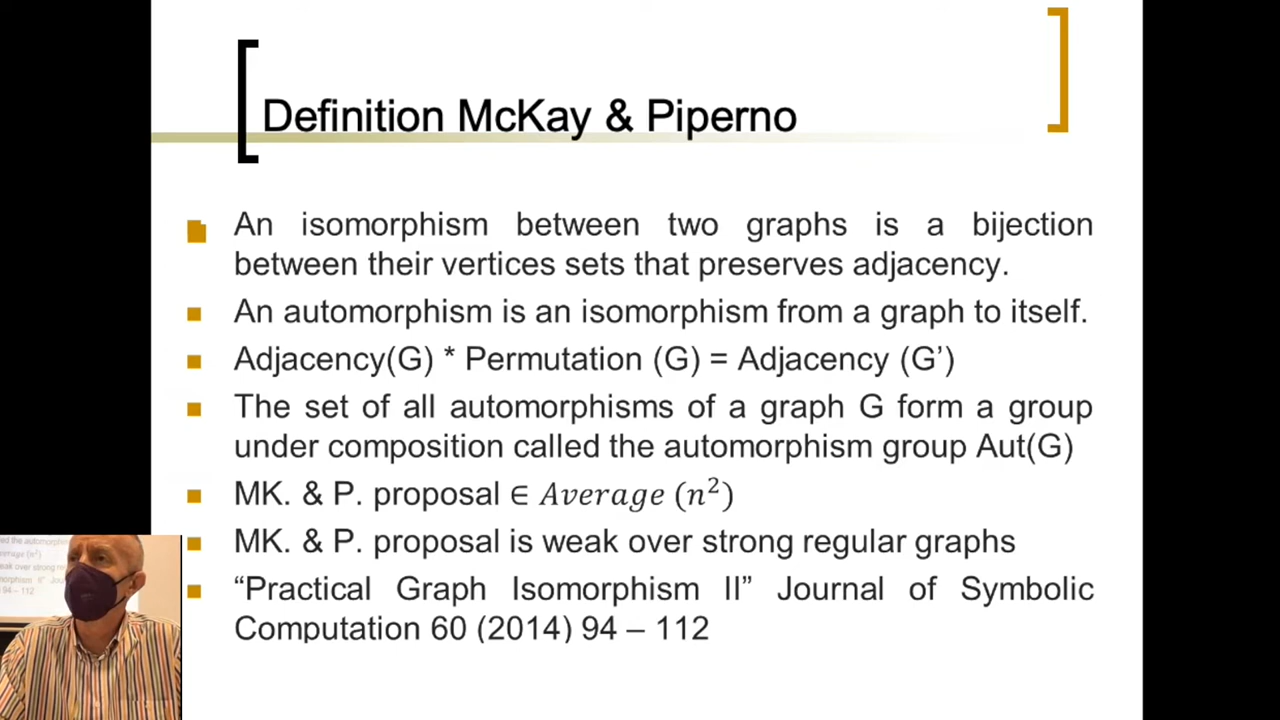 Definition McKay & Piperno
An isomorphism between two graphs is a bijection
between their vertices sets that preserves adjacency.
An automorphism is an isomorphism from a graph to itself.
Adjacency(G) * Permutation (G) = Adjacency (G’)
The set of all automorphisms of a graph G form a group
under composition called the automorphism group Aut(G)
MK. & P. proposal ∈ 𝐴𝑣𝑒𝑟𝑎𝑔𝑒 (𝑛²)
MK. & P. proposal is weak over strong regular graphs
“Practical Graph Isomorphism II” Journal of Symbolic
Computation 60 (2014) 94 – 112